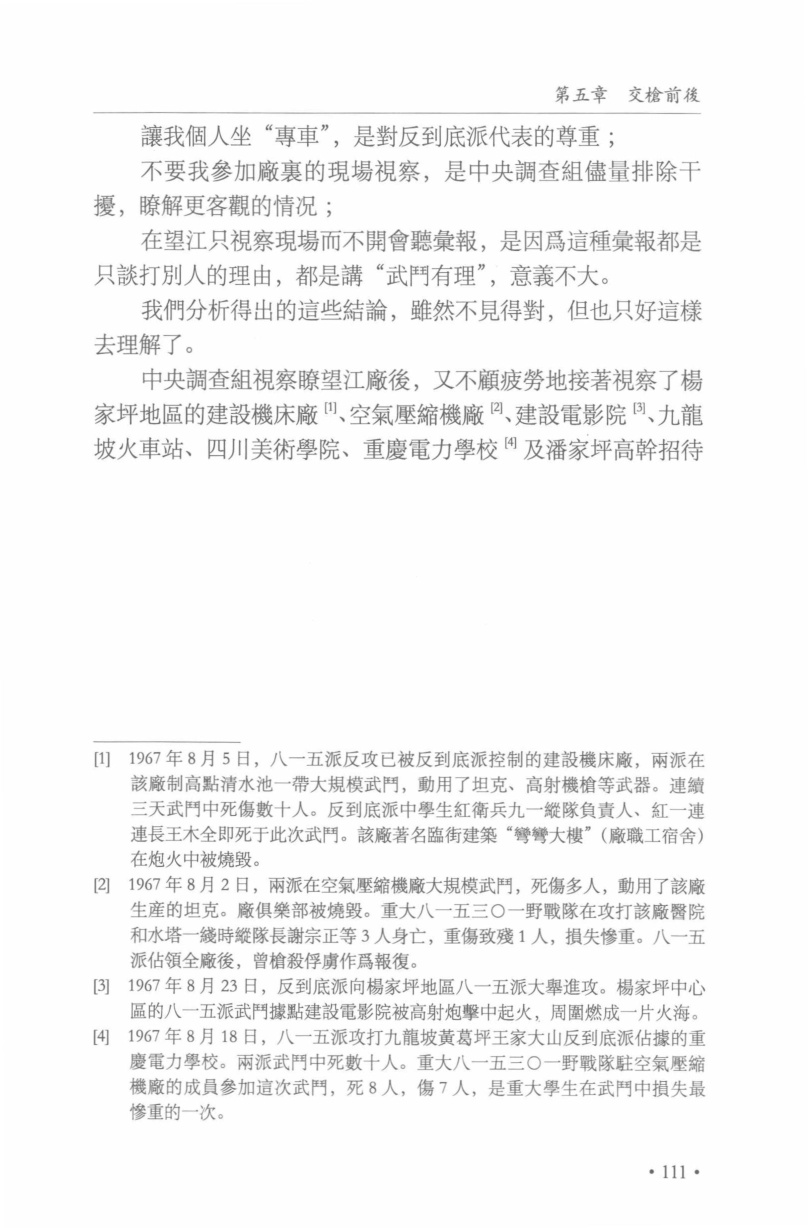 第五章　交槍前後
讓我個人坐“專車”，是對反到底派代表的尊重；
不要我參加廠裏的現場視察，是中央調查組儘量排除干
擾，瞭解更客觀的情况；
在望江只視察現場而不開會聽彙報，是因爲這種彙報都是
只談打別人的理由，都是講“武鬥有理”，意義不大。
我們分析得出的這些結論，雖然不見得對，但也只好這樣
去理解了。
中央調查組視察瞭望江廠後，又不顧疲勞地接著視察了楊
家坪地區的建設機床廠[1]、空氣壓縮機廠[2]、建設電影院[3]、九龍
坡火車站、四川美術學院、重慶電力學校[4]及潘家坪高幹招待
[1] 1967年8月5日，八一五派反攻已被反到底派控制的建設機床廠，兩派在
該廠制高點清水池一帶大規模武鬥，動用了坦克、高射機槍等武器。連續
三天武鬥中死傷數十人。反到底派中學生紅衛兵九一縱隊負責人、紅一連
連長王木全即死于此次武鬥。該廠著名臨街建築“彎彎大樓”（廠職工宿舍）
在炮火中被燒毀。
[2] 1967年8月2日，兩派在空氣壓縮機廠大規模武鬥，死傷多人，動用了該廠
生産的坦克。廠俱樂部被燒毀。重大八一五三〇一野戰隊在攻打該廠醫院
和水塔一綫時縱隊長謝宗正等3人身亡，重傷致殘1人，損失慘重。八一五
派佔領全廠後，曾槍殺俘虜作爲報復。
[3] 1967年8月23日，反到底派向楊家坪地區八一五派大舉進攻。楊家坪中心
區的八一五派武鬥據點建設電影院被高射炮擊中起火，周圍燃成一片火海。
[4] 1967年8月18日，八一五派攻打九龍坡黃葛坪王家大山反到底派佔據的重
慶電力學校。兩派武鬥中死數十人。重大八一五三〇一野戰隊駐空氣壓縮
機廠的成員參加這次武鬥，死8人，傷7人，是重大學生在武鬥中損失最
慘重的一次。
• 111 •